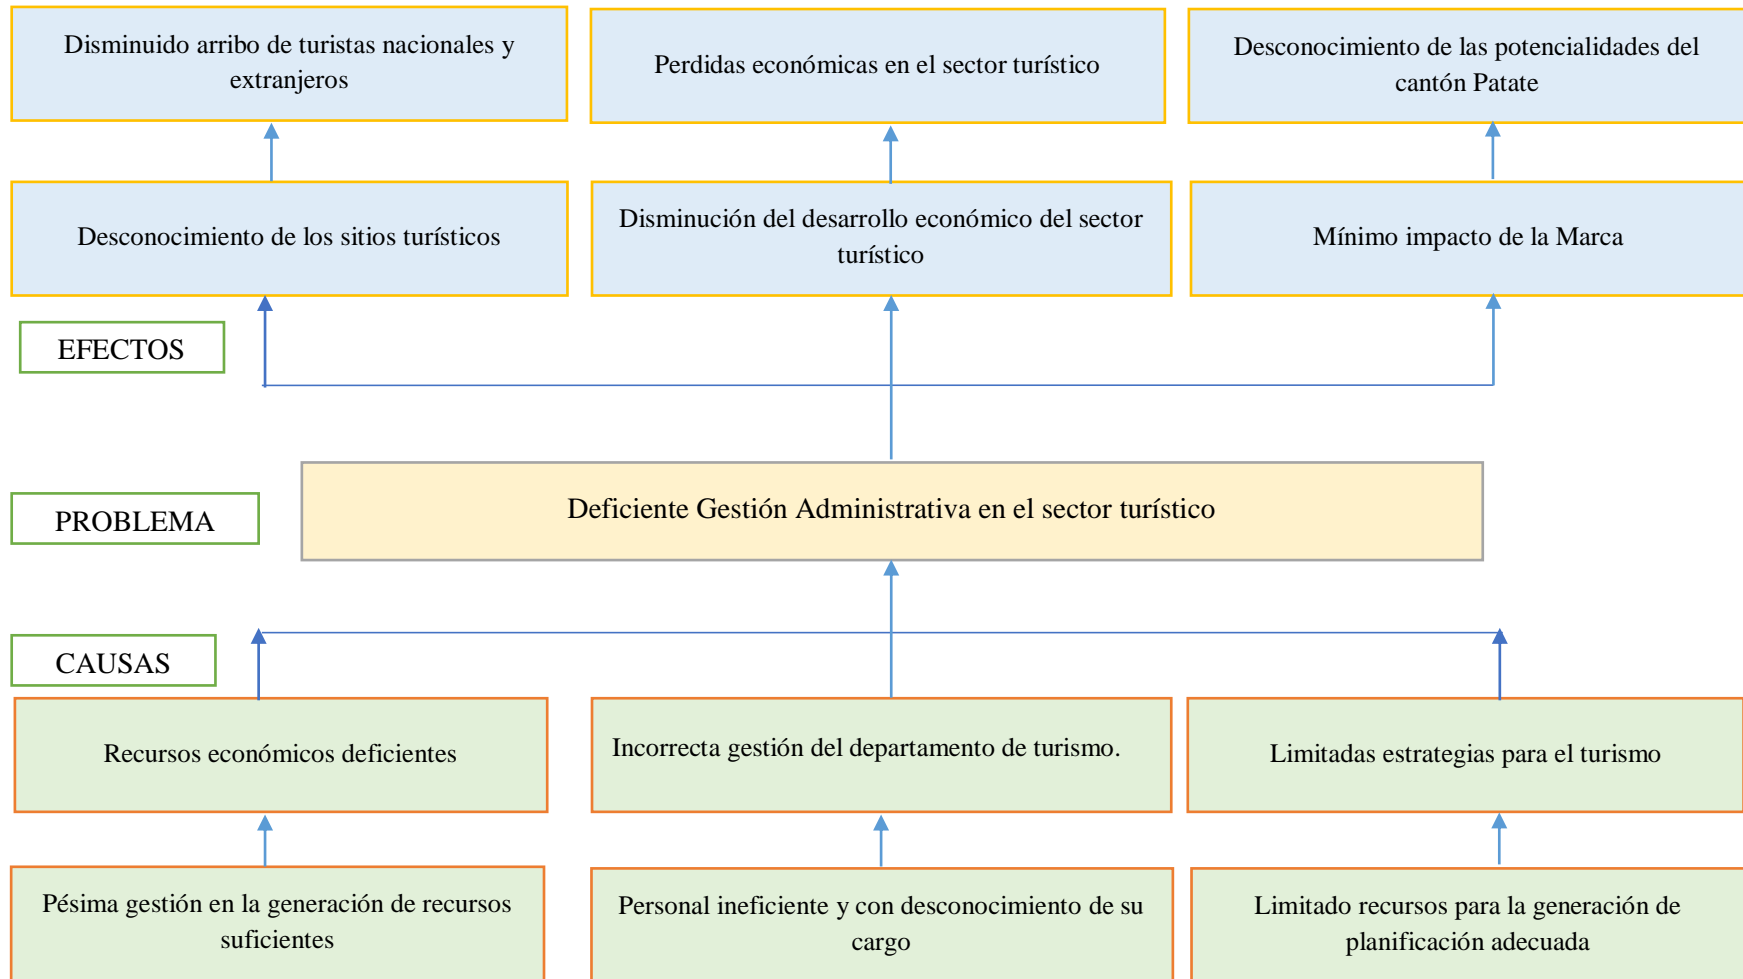 Disminuido arribo de turistas nacionales y
extranjeros
Perdidas económicas en el sector turístico
Desconocimiento de las potencialidades del
cantón Patate
Desconocimiento de los sitios turísticos
Disminución del desarrollo económico del sector
turístico
Mínimo impacto de la Marca
EFECTOS
PROBLEMA
Deficiente Gestión Administrativa en el sector turístico
CAUSAS
Recursos económicos deficientes
Incorrecta gestión del departamento de turismo.
Limitadas estrategias para el turismo
Pésima gestión en la generación de recursos
suficientes
Personal ineficiente y con desconocimiento de su
cargo
Limitado recursos para la generación de
planificación adecuada